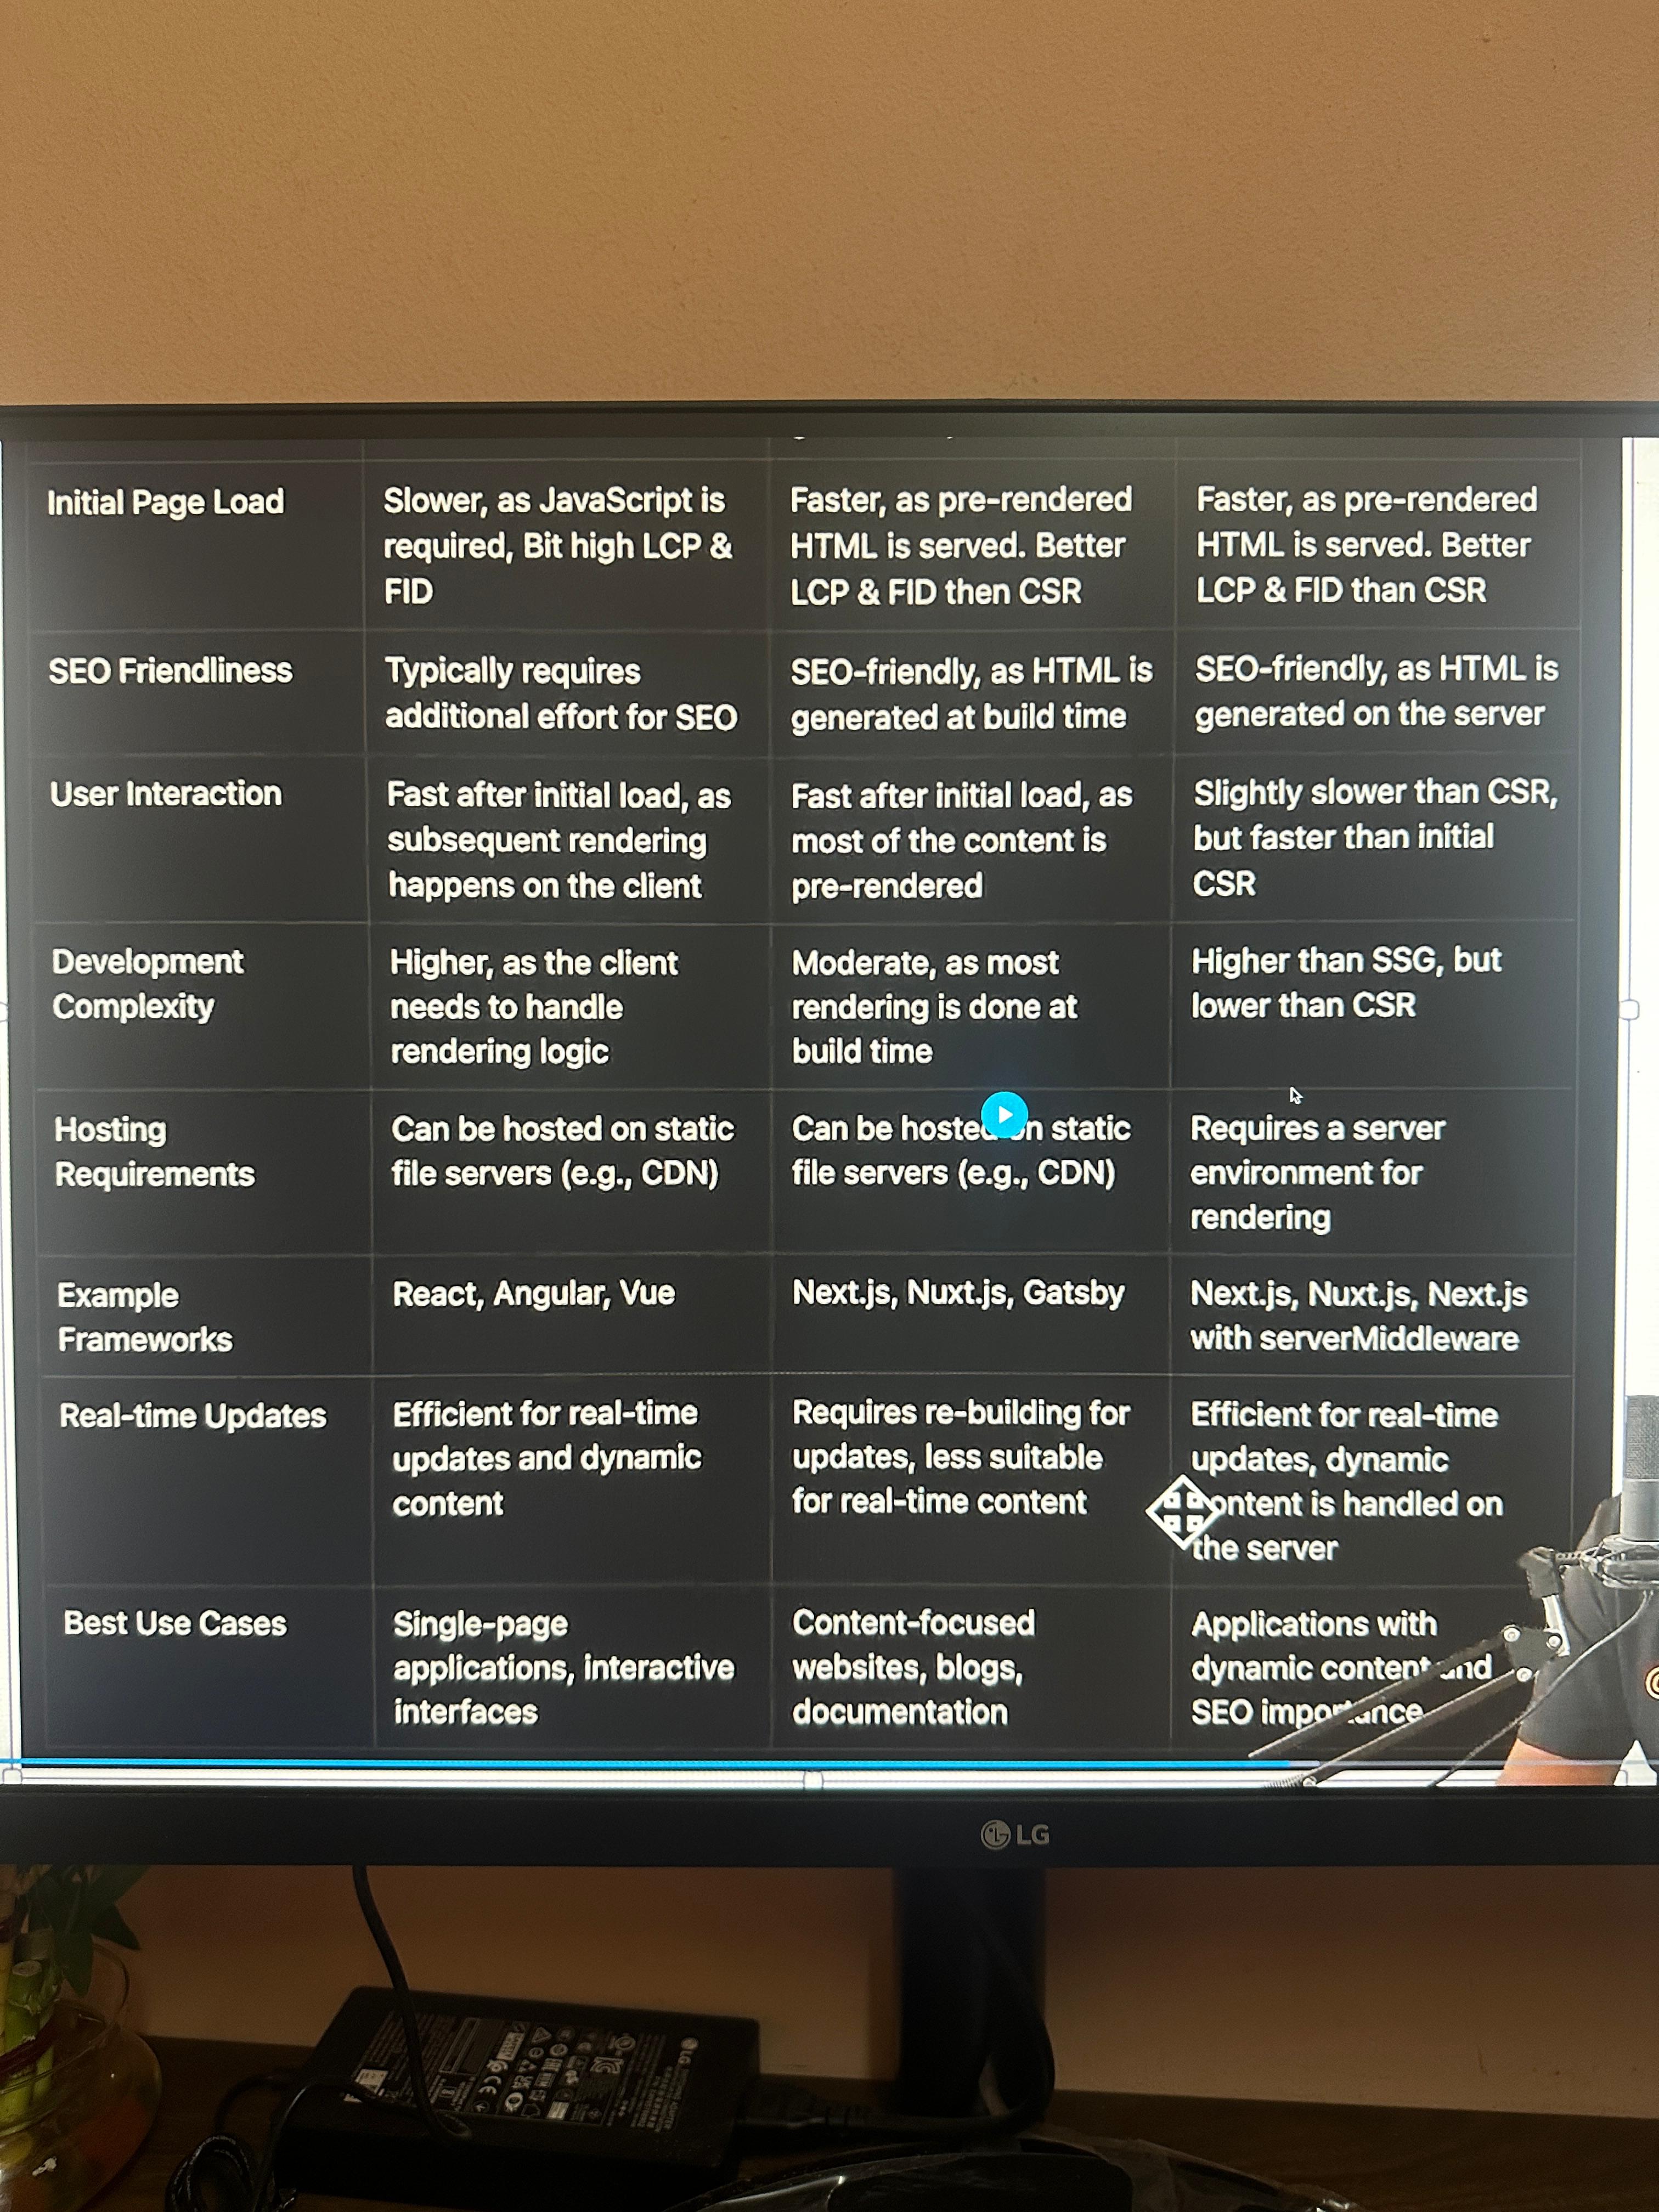 Initial Page Load
Slower, as JavaScript is
required, Bit high LCP &
FID
Faster, as pre-rendered
HTML is served. Better
LCP & FID then CSR
Faster, as pre-rendered
HTML is served. Better
LCP & FID than CSR
SEO Friendliness
Typically requires
additional effort for SEO
SEO-friendly, as HTML is
generated at build time
SEO-friendly, as HTML is
generated on the server
User Interaction
Fast after initial load, as
subsequent rendering
happens on the client
Fast after initial load, as
most of the content is
pre-rendered
Slightly slower than CSR,
but faster than initial
CSR
Development
Complexity
Higher, as the client
needs to handle
rendering logic
Moderate, as most
rendering is done at
build time
Higher than SSG, but
lower than CSR
Hosting
Requirements
Can be hosted on static
file servers (e.g., CDN)
Can be hosted on static
file servers (e.g., CDN)
Requires a server
environment for
rendering
Example
Frameworks
React, Angular, Vue
Next.js, Nuxt.js, Gatsby
Next.js, Nuxt.js, Next.js
with serverMiddleware
Real-time Updates
Efficient for real-time
updates and dynamic
content
Requires re-building for
updates, less suitable
for real-time content
Efficient for real-time
updates, dynamic
content is handled on
the server
Best Use Cases
Single-page
applications, interactive
interfaces
Content-focused
websites, blogs,
documentation
Applications with
dynamic content and
SEO importance
LG
LG